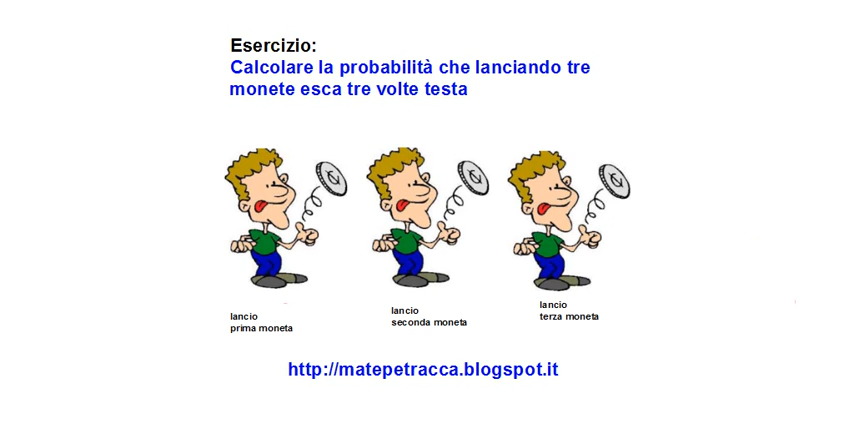 Esercizio:
Calcolare la probabilità che lanciando tre
monete esca tre volte testa
lancio
prima moneta
lancio
seconda moneta
lancio
terza moneta
http://matepetracca.blogspot.it